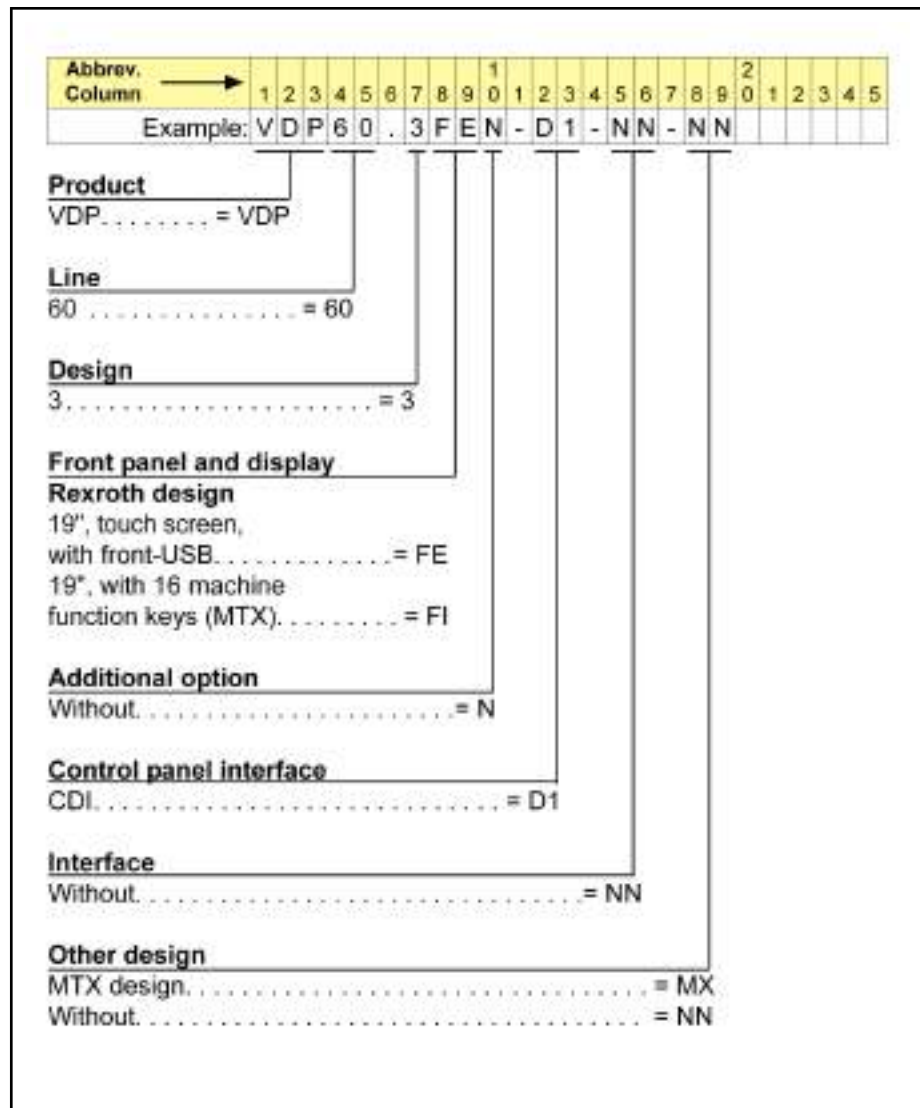 Abbrev.
Column 1 2 3 4 5 6 7 8 9 10 1 2 3 4 5 6 7 8 9 20 1 2 3 4 5
Example: V D P 6 0 . 3 F E N - D 1 - N N - N N
Product
VDP. . . . . . . . = VDP
Line
60 . . . . . . . . . . . . . . . = 60
Design
3. . . . . . . . . . . . . . . . . . . . . . = 3
Front panel and display
Rexroth design
19", touch screen,
with front-USB. . . . . . . . . . . . . = FE
19", with 16 machine
function keys (MTX). . . . . . . . . = FI
Additional option
Without. . . . . . . . . . . . . . . . . . . . . . . = N
Control panel interface
CDI. . . . . . . . . . . . . . . . . . . . . . . . . . . . . = D1
Interface
Without. . . . . . . . . . . . . . . . . . . . . . . . . . . . . . . . = NN
Other design
MTX design. . . . . . . . . . . . . . . . . . . . . . . . . . . . . . . . . = MX
Without. . . . . . . . . . . . . . . . . . . . . . . . . . . . . . . . . . . . = NN